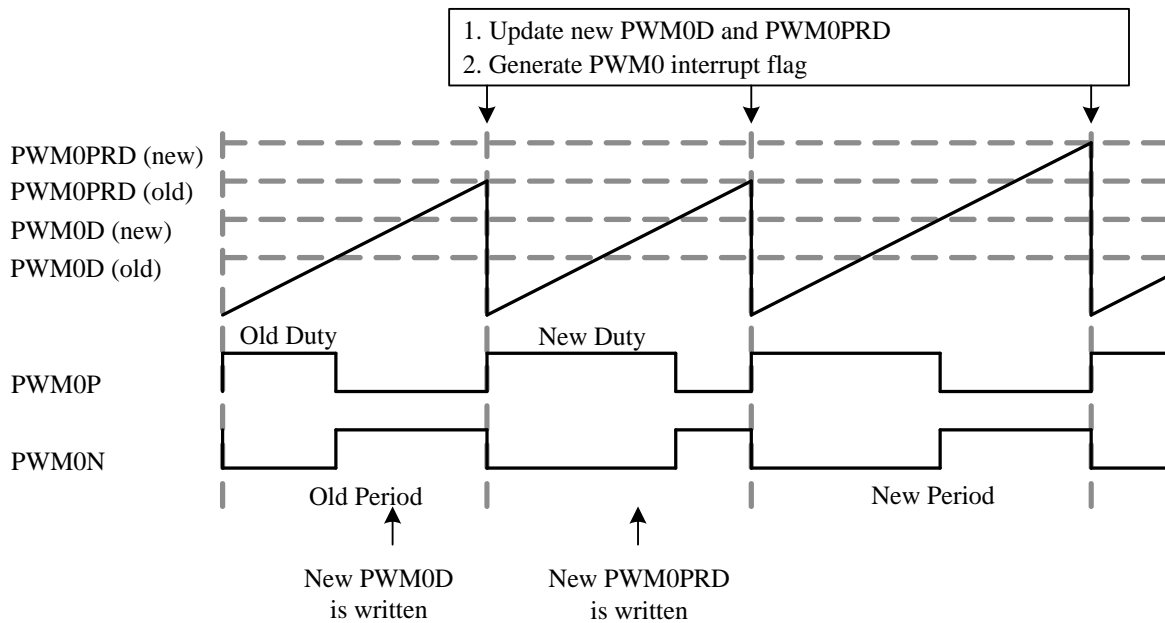 1. Update new PWM0D and PWM0PRD
2. Generate PWM0 interrupt flag
PWM0PRD (new)
PWM0PRD (old)
PWM0D (new)
PWM0D (old)
Old Duty
New Duty
PWM0P
PWM0N
Old Period
New Period
New PWM0D
is written
New PWM0PRD
is written